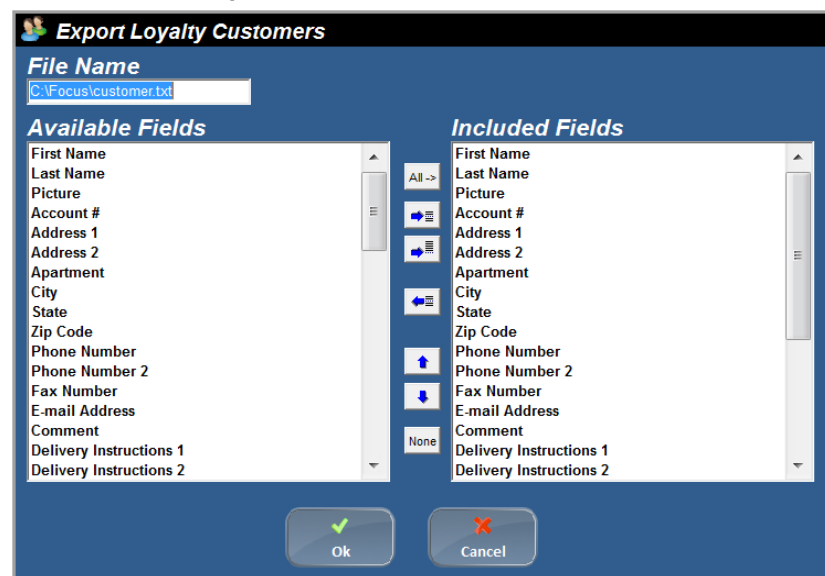 Export Loyalty Customers
File Name
C:\Focus\customer.txt
Available Fields
First Name
Last Name
Picture
Account #
Address 1
Address 2
Apartment
City
State
Zip Code
Phone Number
Phone Number 2
Fax Number
E-mail Address
Comment
Delivery Instructions 1
Delivery Instructions 2
All ->
None
Included Fields
First Name
Last Name
Picture
Account #
Address 1
Address 2
Apartment
City
State
Zip Code
Phone Number
Phone Number 2
Fax Number
E-mail Address
Comment
Delivery Instructions 1
Delivery Instructions 2
Ok
Cancel